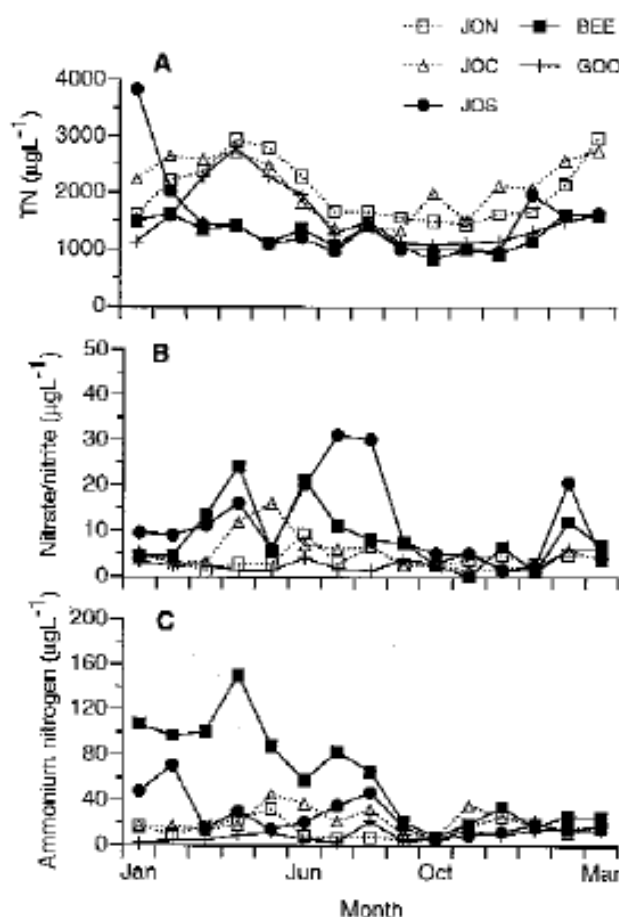 JON BEE
A JOC GOO
JOS
4000
3000
2000
1000
0
TN (µgL⁻¹)
B
50
40
30
20
10
0
Nitrate/nitrite (µgL⁻¹)
C
200
160
120
80
40
0
Ammonium nitrogen (µgL⁻¹)
Jan Jun Oct Mar
Month